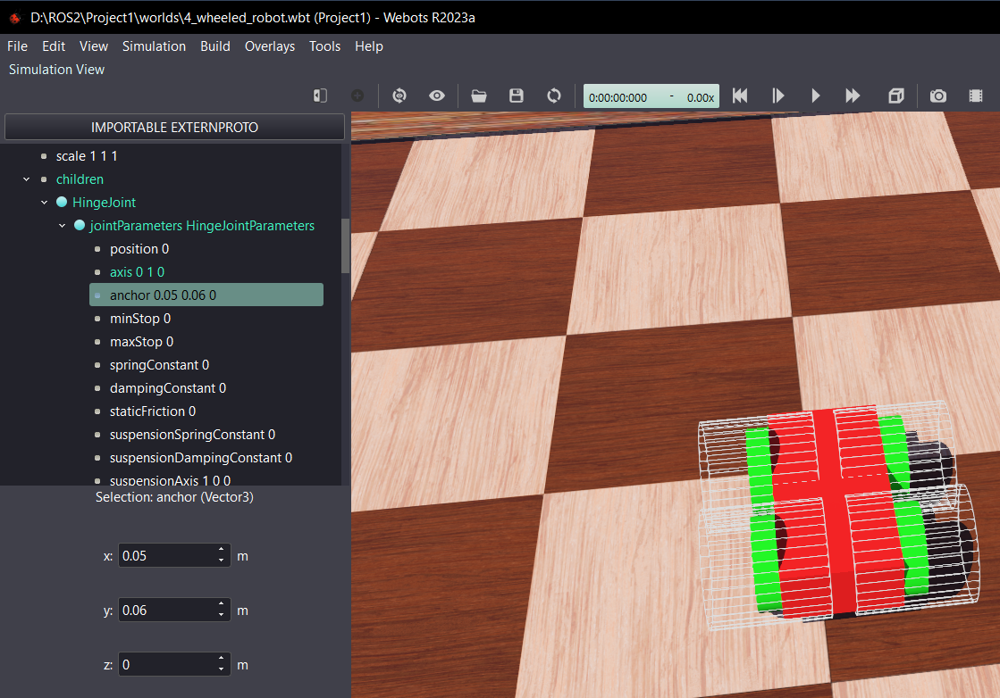 D:\ROS2\Project1\worlds\4_wheeled_robot.wbt (Project1) - Webots R2023a
File Edit View Simulation Build Overlays Tools Help
Simulation View
0:00:00:000 - 0.00x
IMPORTABLE EXTERNPROTO
scale 1 1 1
children
HingeJoint
jointParameters HingeJointParameters
position 0
axis 0 1 0
anchor 0.05 0.06 0
minStop 0
maxStop 0
springConstant 0
dampingConstant 0
staticFriction 0
suspensionSpringConstant 0
suspensionDampingConstant 0
suspensionAxis 1 0 0
Selection: anchor (Vector3)
x: 0.05 m
y: 0.06 m
z: 0 m